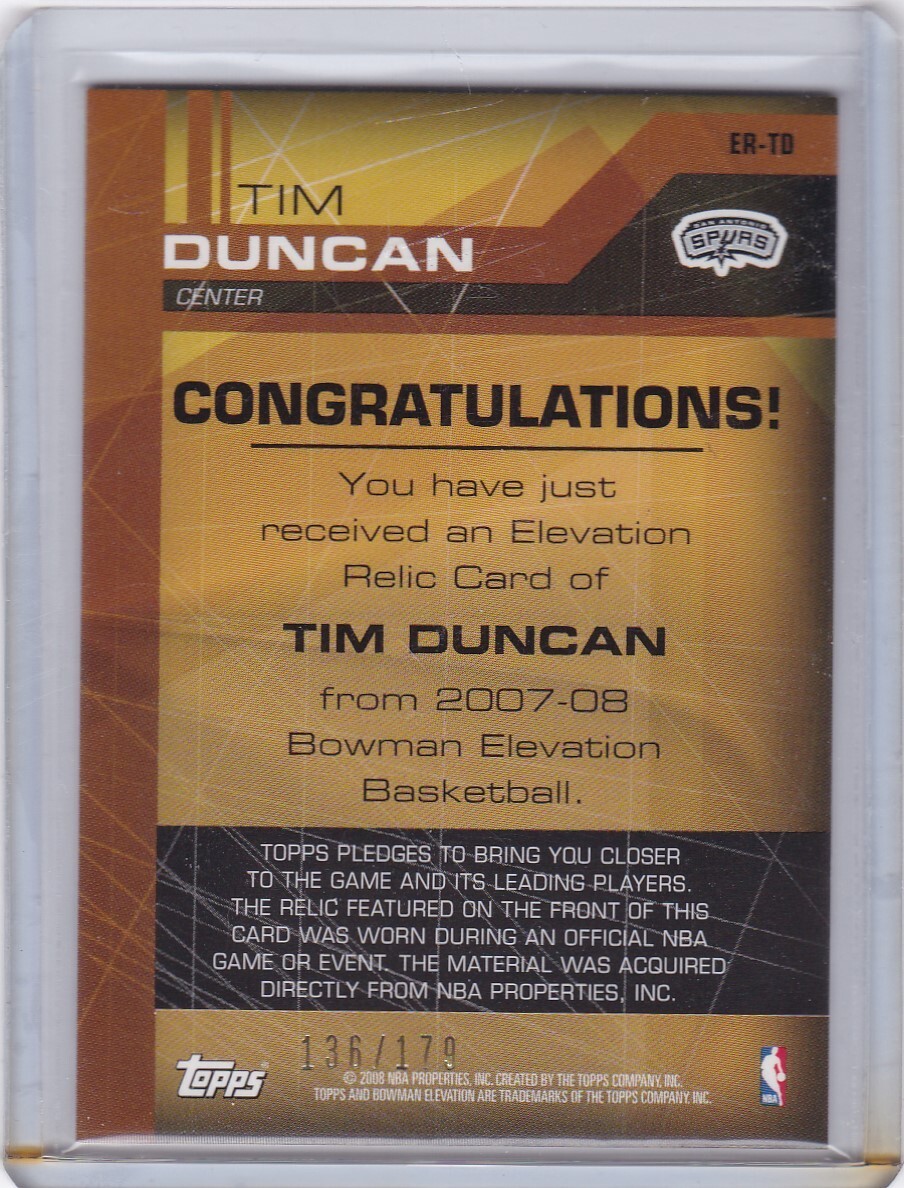 ER-TD
TIM
DUNCAN
CENTER
SAN ANTONIO
SPURS
CONGRATULATIONS!
You have just
received an Elevation
Relic Card of
TIM DUNCAN
from 2007-08
Bowman Elevation
Basketball.
TOPPS PLEDGES TO BRING YOU CLOSER
TO THE GAME AND ITS LEADING PLAYERS.
THE RELIC FEATURED ON THE FRONT OF THIS
CARD WAS WORN DURING AN OFFICIAL NBA
GAME OR EVENT. THE MATERIAL WAS ACQUIRED
DIRECTLY FROM NBA PROPERTIES, INC.
136/179
topps
© 2008 NBA PROPERTIES, INC. CREATED BY THE TOPPS COMPANY, INC.
TOPPS AND BOWMAN ELEVATION ARE TRADEMARKS OF THE TOPPS COMPANY, INC.
NBA